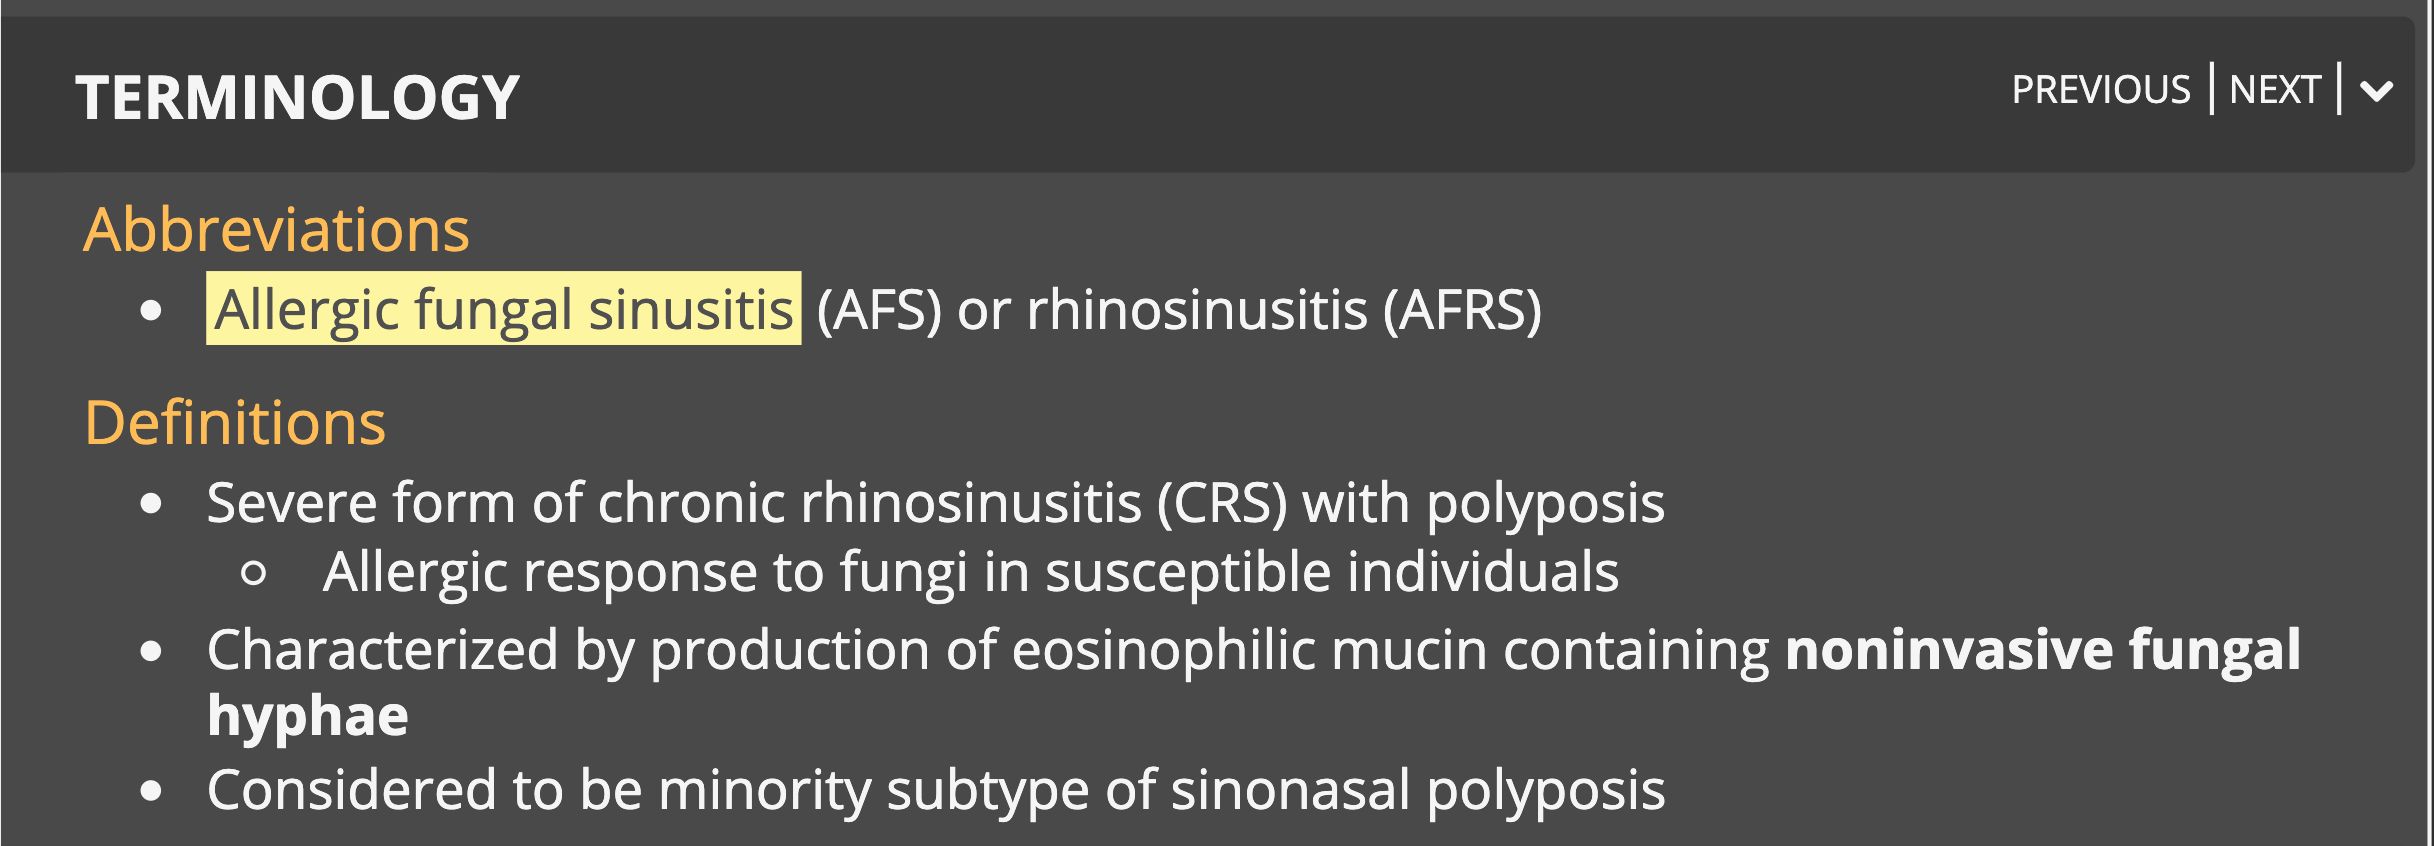 TERMINOLOGY
PREVIOUS | NEXT |
Abbreviations
• Allergic fungal sinusitis (AFS) or rhinosinusitis (AFRS)
Definitions
• Severe form of chronic rhinosinusitis (CRS) with polyposis
○ Allergic response to fungi in susceptible individuals
• Characterized by production of eosinophilic mucin containing noninvasive fungal
hyphae
• Considered to be minority subtype of sinonasal polyposis